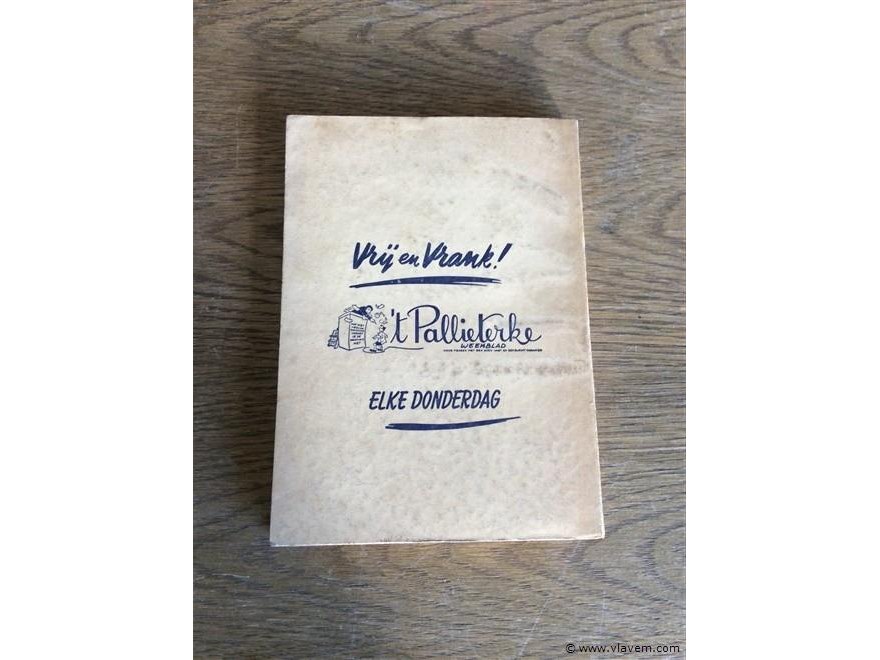 Vrij en Vrank!
't Pallieterke
WEEKBLAD
ELKE DONDERDAG
© www.vlavem.com